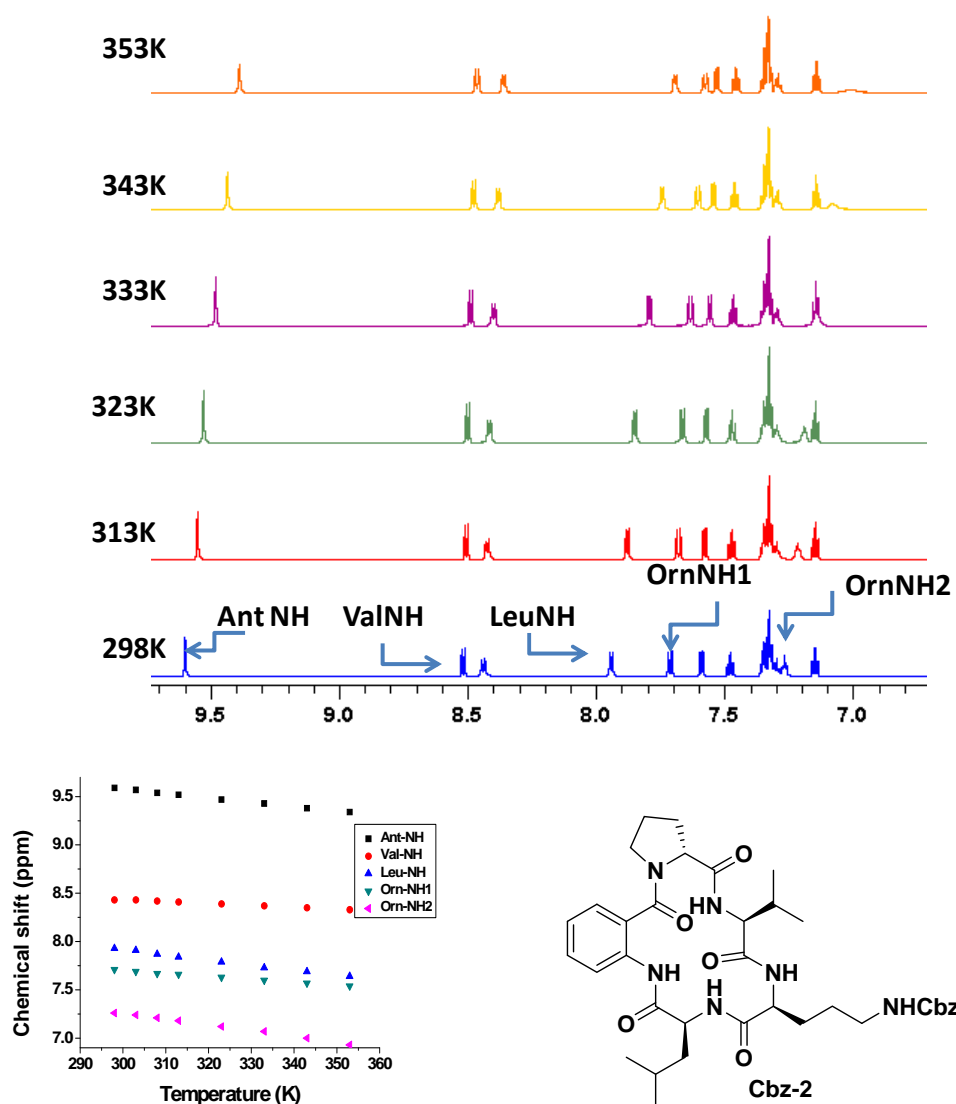 353K
343K
333K
323K
313K
OrnNH1
OrnNH2
Ant NH
ValNH
LeuNH
298K
9.5 9.0 8.5 8.0 7.5 7.0
Chemical shift (ppm)
9.5
9.0
8.5
8.0
7.5
7.0
Ant-NH
Val-NH
Leu-NH
Orn-NH1
Orn-NH2
290 300 310 320 330 340 350 360
Temperature (K)
N
O
O
NH
O
NH
O
NH
NH
O
O
NHCbz
Cbz-2